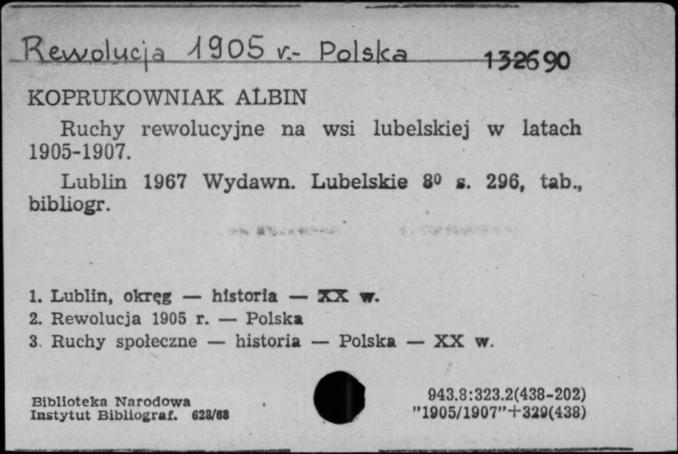 Rewolucja 1905 r.- Polska 132690
KOPRUKOWNIAK ALBIN
Ruchy rewolucyjne na wsi lubelskiej w latach
1905-1907.
Lublin 1967 Wydawn. Lubelskie 8⁰ s. 296, tab.,
bibliogr.
1. Lublin, okręg — historia — XX w.
2. Rewolucja 1905 r. — Polska
3. Ruchy społeczne — historia — Polska — XX w.
Biblioteka Narodowa
Instytut Bibliograf. 628/68
943.8:323.2(438-202)
"1905/1907"+329(438)